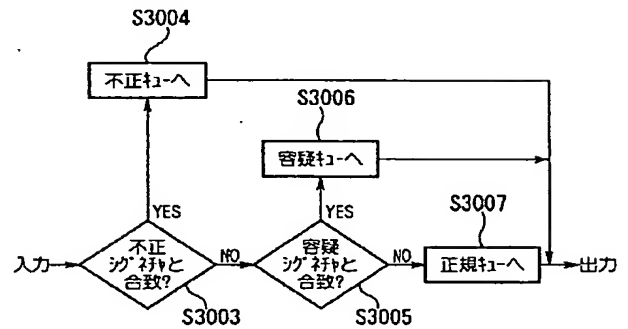 S3004
不正ｷｭｰへ
S3006
容疑ｷｭｰへ
S3007
YES
YES
入力
不正
ｼｸﾞﾈﾁｬと
合致?
NO
容疑
ｼｸﾞﾈﾁｬと
合致?
NO
正規ｷｭｰへ
出力
S3003
S3005